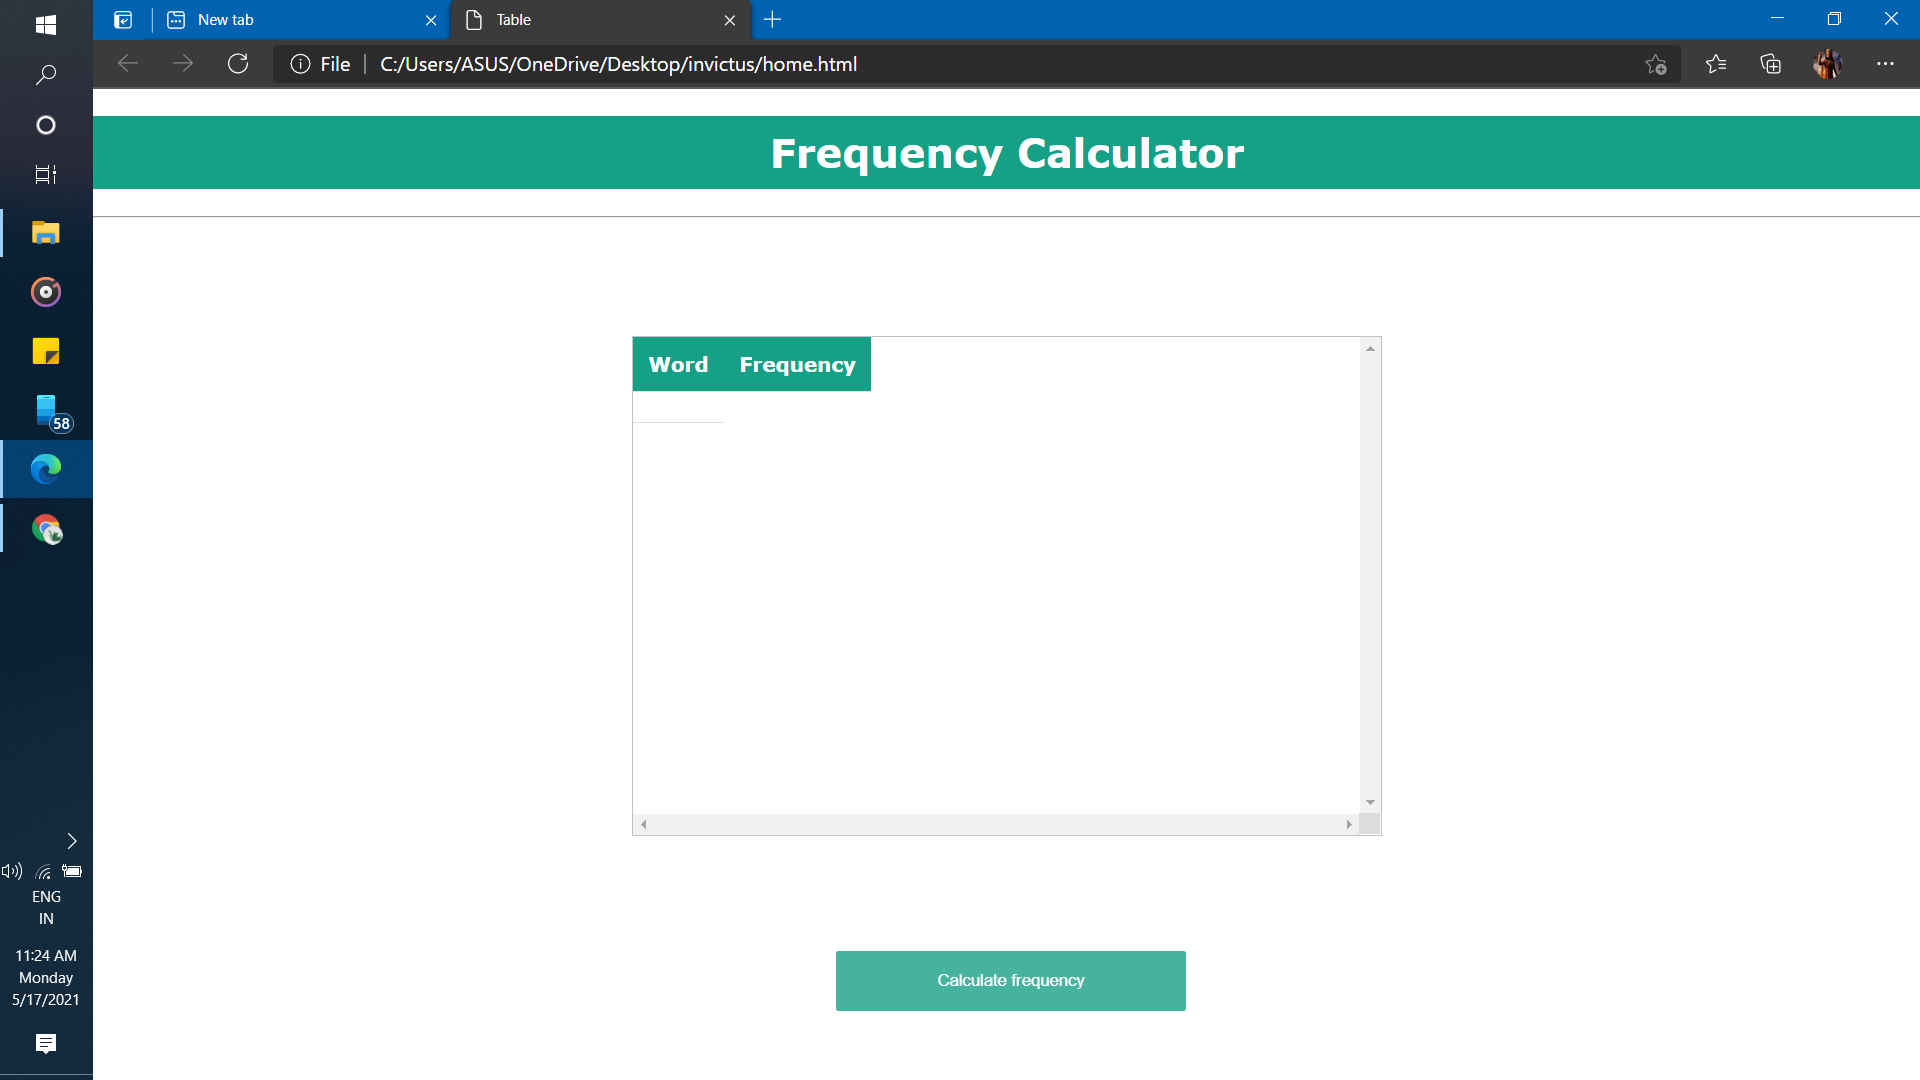 New tab
Table
File
C:/Users/ASUS/OneDrive/Desktop/invictus/home.html
Frequency Calculator
Word Frequency
58
ENG
IN
11:24 AM
Monday
5/17/2021
Calculate frequency